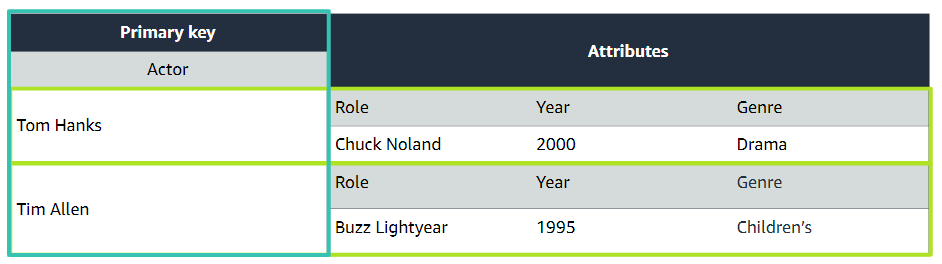 Primary key
Attributes
Actor
Role Year Genre
Tom Hanks
Chuck Noland 2000 Drama
Role Year Genre
Tim Allen
Buzz Lightyear 1995 Children’s